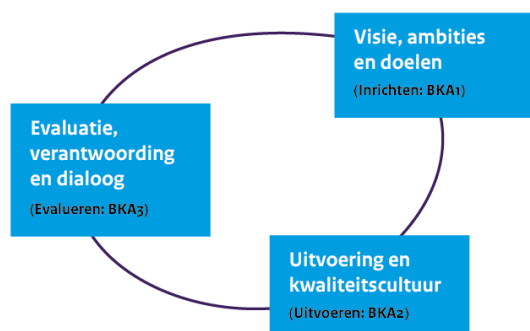 Visie, ambities
en doelen
(Inrichten: BKA1)
Evaluatie,
verantwoording
en dialoog
(Evalueren: BKA3)
Uitvoering en
kwaliteitscultuur
(Uitvoeren: BKA2)